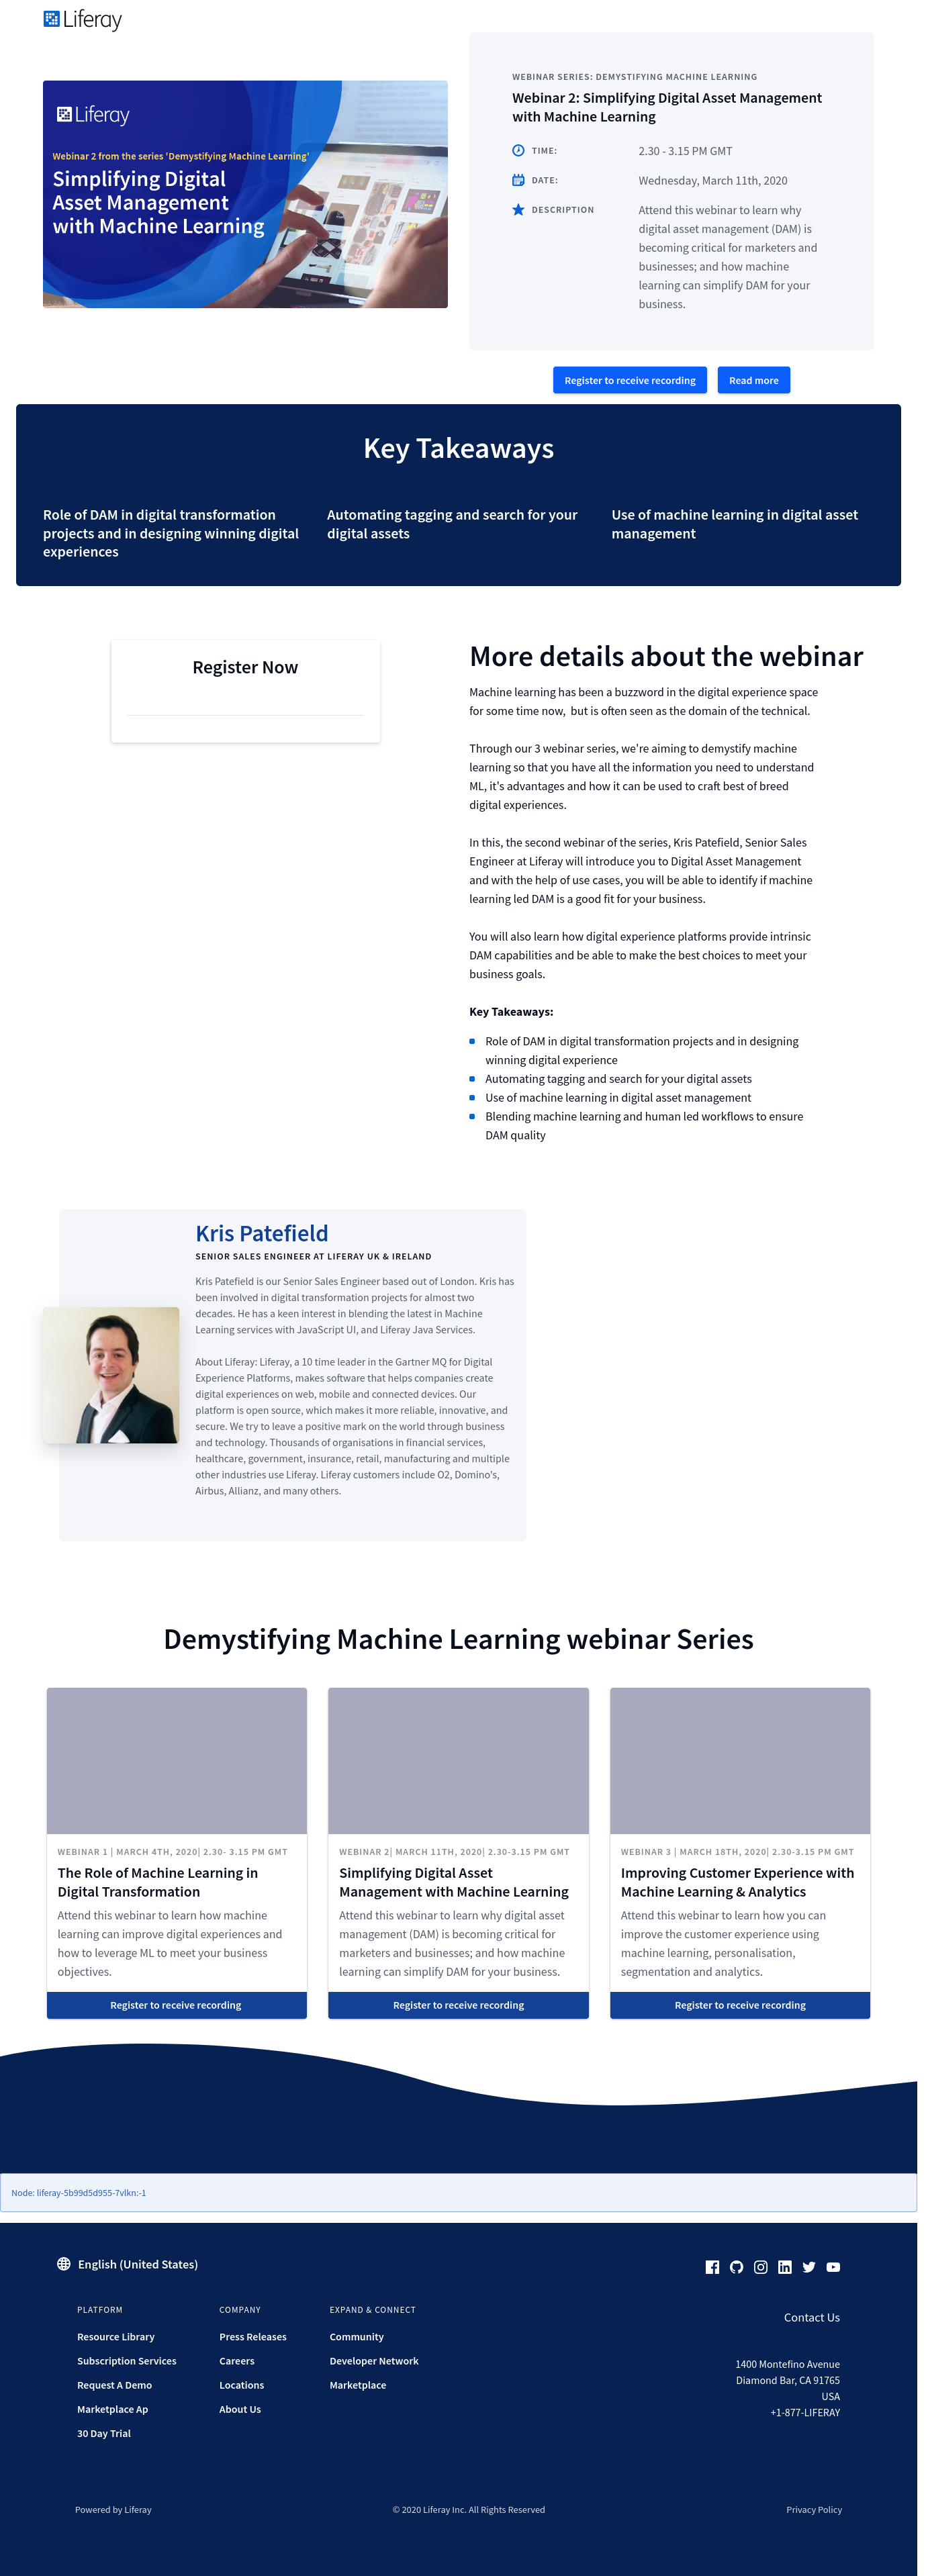 Liferay
Liferay
Webinar 2 from the series 'Demystifying Machine Learning'
Simplifying Digital
Asset Management
with Machine Learning
WEBINAR SERIES: DEMYSTIFYING MACHINE LEARNING
Webinar 2: Simplifying Digital Asset Management
with Machine Learning
TIME:
2.30 - 3.15 PM GMT
DATE:
Wednesday, March 11th, 2020
DESCRIPTION
Attend this webinar to learn why
digital asset management (DAM) is
becoming critical for marketers and
businesses; and how machine
learning can simplify DAM for your
business.
Register to receive recording
Read more
Key Takeaways
Role of DAM in digital transformation
projects and in designing winning digital
experiences
Automating tagging and search for your
digital assets
Use of machine learning in digital asset
management
Register Now
More details about the webinar
Machine learning has been a buzzword in the digital experience space
for some time now,  but is often seen as the domain of the technical.
Through our 3 webinar series, we're aiming to demystify machine
learning so that you have all the information you need to understand
ML, it's advantages and how it can be used to craft best of breed
digital experiences.
In this, the second webinar of the series, Kris Patefield, Senior Sales
Engineer at Liferay will introduce you to Digital Asset Management
and with the help of use cases, you will be able to identify if machine
learning led DAM is a good fit for your business.
You will also learn how digital experience platforms provide intrinsic
DAM capabilities and be able to make the best choices to meet your
business goals.
Key Takeaways:
Role of DAM in digital transformation projects and in designing
winning digital experience
Automating tagging and search for your digital assets
Use of machine learning in digital asset management
Blending machine learning and human led workflows to ensure
DAM quality
Kris Patefield
SENIOR SALES ENGINEER AT LIFERAY UK & IRELAND
Kris Patefield is our Senior Sales Engineer based out of London. Kris has
been involved in digital transformation projects for almost two
decades. He has a keen interest in blending the latest in Machine
Learning services with JavaScript UI, and Liferay Java Services.
About Liferay: Liferay, a 10 time leader in the Gartner MQ for Digital
Experience Platforms, makes software that helps companies create
digital experiences on web, mobile and connected devices. Our
platform is open source, which makes it more reliable, innovative, and
secure. We try to leave a positive mark on the world through business
and technology. Thousands of organisations in financial services,
healthcare, government, insurance, retail, manufacturing and multiple
other industries use Liferay. Liferay customers include O2, Domino's,
Airbus, Allianz, and many others.
Demystifying Machine Learning webinar Series
WEBINAR 1 | MARCH 4TH, 2020| 2.30- 3.15 PM GMT
The Role of Machine Learning in
Digital Transformation
Attend this webinar to learn how machine
learning can improve digital experiences and
how to leverage ML to meet your business
objectives.
Register to receive recording
WEBINAR 2| MARCH 11TH, 2020| 2.30-3.15 PM GMT
Simplifying Digital Asset
Management with Machine Learning
Attend this webinar to learn why digital asset
management (DAM) is becoming critical for
marketers and businesses; and how machine
learning can simplify DAM for your business.
Register to receive recording
WEBINAR 3 | MARCH 18TH, 2020| 2.30-3.15 PM GMT
Improving Customer Experience with
Machine Learning & Analytics
Attend this webinar to learn how you can
improve the customer experience using
machine learning, personalisation,
segmentation and analytics.
Register to receive recording
Node: liferay-5b99d5d955-7vlkn:-1
English (United States)
PLATFORM
Resource Library
Subscription Services
Request A Demo
Marketplace Ap
30 Day Trial
COMPANY
Press Releases
Careers
Locations
About Us
EXPAND & CONNECT
Community
Developer Network
Marketplace
Contact Us
1400 Montefino Avenue
Diamond Bar, CA 91765
USA
+1-877-LIFERAY
Powered by Liferay
© 2020 Liferay Inc. All Rights Reserved
Privacy Policy